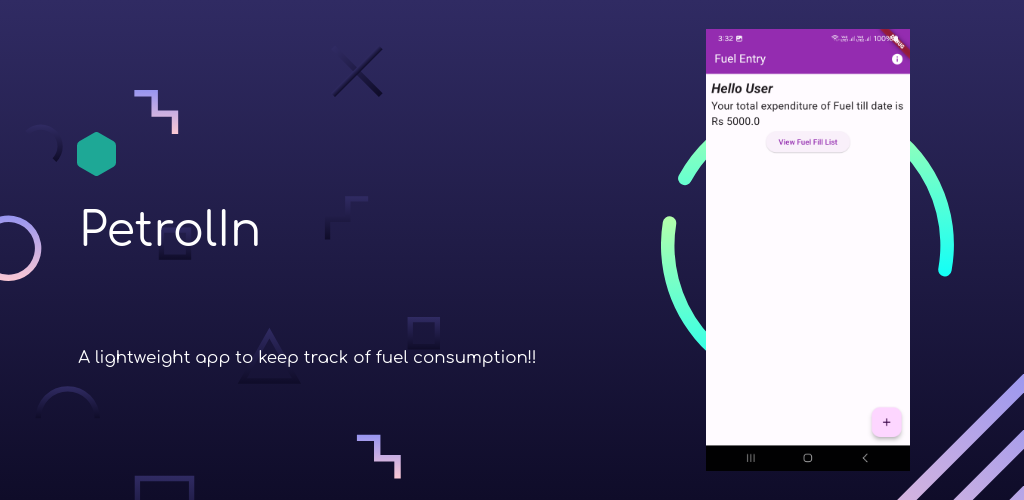 PetrolIn
A lightweight app to keep track of fuel consumption!!
3:32
100%
Fuel Entry
Hello User
Your total expenditure of Fuel till date is
Rs 5000.0
View Fuel Fill List
+